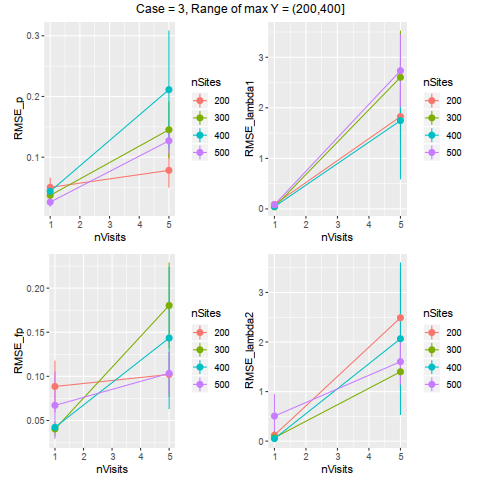 Case = 3, Range of max Y = (200,400]
RMSE_p
0.3
0.2
0.1
1 2 3 4 5
nVisits
nSites
200
300
400
500
RMSE_lambda1
3
2
1
0
1 2 3 4 5
nVisits
nSites
200
300
400
500
RMSE_fp
0.20
0.15
0.10
0.05
1 2 3 4 5
nVisits
nSites
200
300
400
500
RMSE_lambda2
3
2
1
0
1 2 3 4 5
nVisits
nSites
200
300
400
500